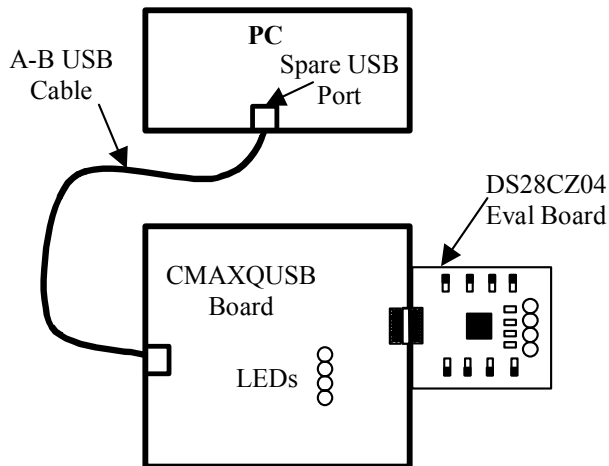 PC
A-B USB
Cable
Spare USB
Port
DS28CZ04
Eval Board
CMAXQUSB
Board
LEDs